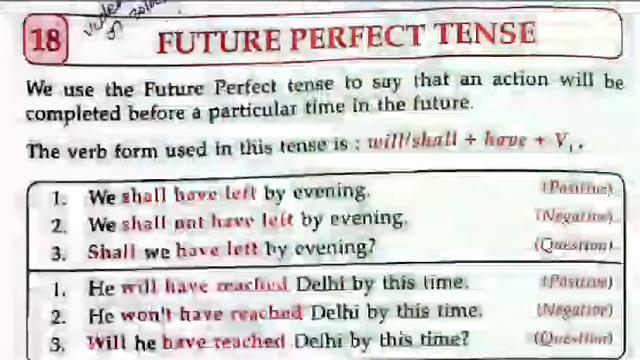 18 FUTURE PERFECT TENSE
We use the Future Perfect tense to say that an action will be
completed before a particular time in the future.
The verb form used in this tense is : will/shall + have + V₁.
1. We shall have left by evening. (Positive)
2. We shall not have left by evening. (Negative)
3. Shall we have left by evening? (Question)
1. He will have reached Delhi by this time. (Positive)
2. He won't have reached Delhi by this time. (Negative)
3. Will he have reached Delhi by this time? (Question)